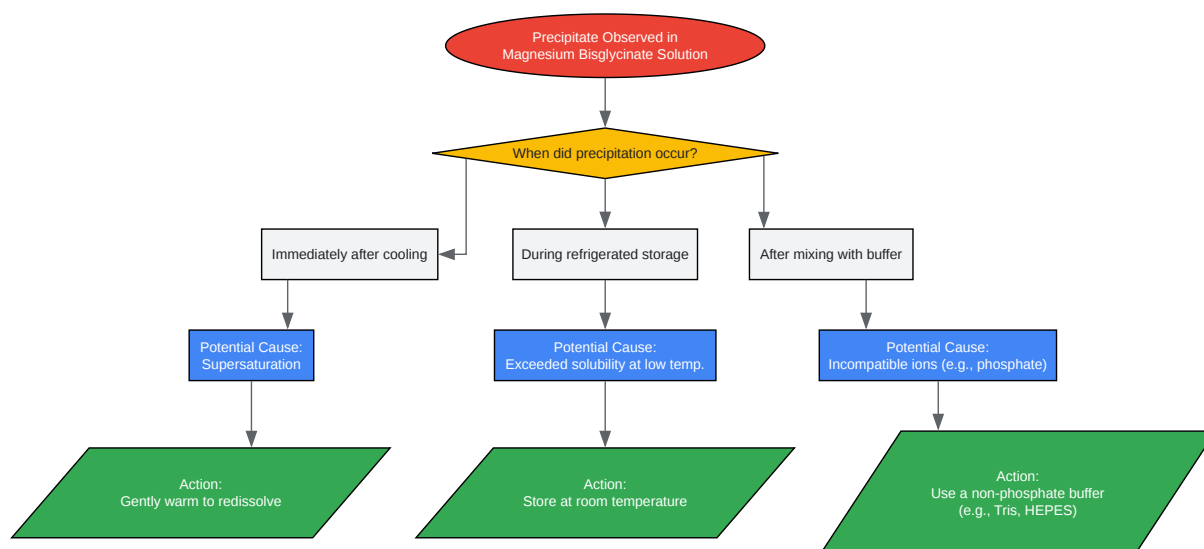 Precipitate Observed in
Magnesium Bisglycinate Solution
When did precipitation occur?
Immediately after cooling
During refrigerated storage
After mixing with buffer
Potential Cause:
Supersaturation
Potential Cause:
Exceeded solubility at low temp.
Potential Cause:
Incompatible ions (e.g., phosphate)
Action:
Gently warm to redissolve
Action:
Store at room temperature
Action:
Use a non-phosphate buffer
(e.g., Tris, HEPES)